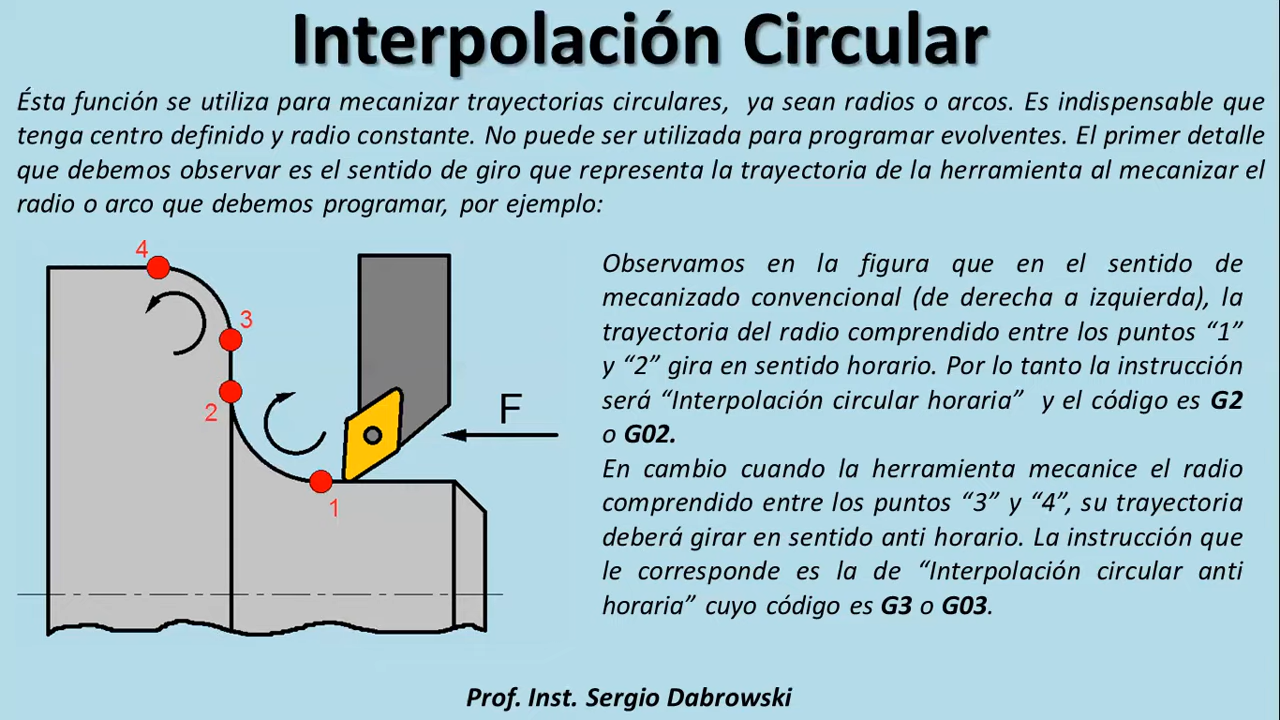 Interpolación Circular
Ésta función se utiliza para mecanizar trayectorias circulares, ya sean radios o arcos. Es indispensable que
tenga centro definido y radio constante. No puede ser utilizada para programar evolventes. El primer detalle
que debemos observar es el sentido de giro que representa la trayectoria de la herramienta al mecanizar el
radio o arco que debemos programar, por ejemplo:
4
3
2
1
F
Observamos en la figura que en el sentido de
mecanizado convencional (de derecha a izquierda), la
trayectoria del radio comprendido entre los puntos “1”
y “2” gira en sentido horario. Por lo tanto la instrucción
será “Interpolación circular horaria” y el código es G2
o G02.
En cambio cuando la herramienta mecanice el radio
comprendido entre los puntos “3” y “4”, su trayectoria
deberá girar en sentido anti horario. La instrucción que
le corresponde es la de “Interpolación circular anti
horaria” cuyo código es G3 o G03.
Prof. Inst. Sergio Dabrowski